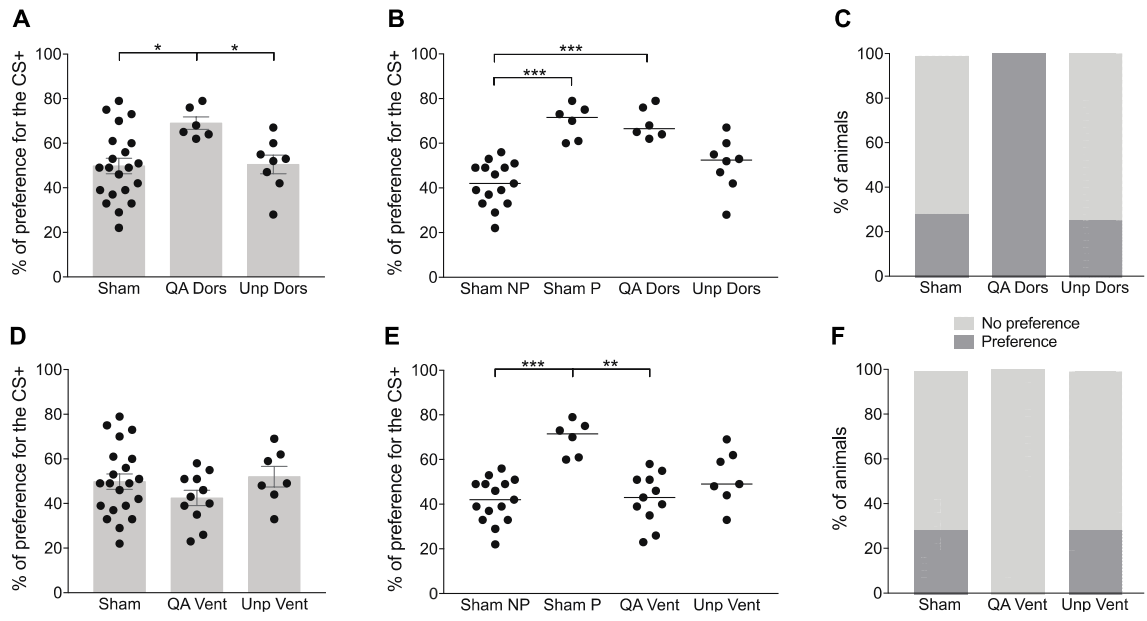 A
% of preference for the CS+
100
80
60
40
20
0
* *
Sham QA Dors Unp Dors
B
% of preference for the CS+
100
80
60
40
20
0
***
***
Sham NP Sham P QA Dors Unp Dors
C
% of animals
100
80
60
40
20
0
Sham QA Dors Unp Dors
No preference
Preference
D
% of preference for the CS+
100
80
60
40
20
0
Sham QA Vent Unp Vent
E
% of preference for the CS+
100
80
60
40
20
0
*** **
Sham NP Sham P QA Vent Unp Vent
F
% of animals
100
80
60
40
20
0
Sham QA Vent Unp Vent